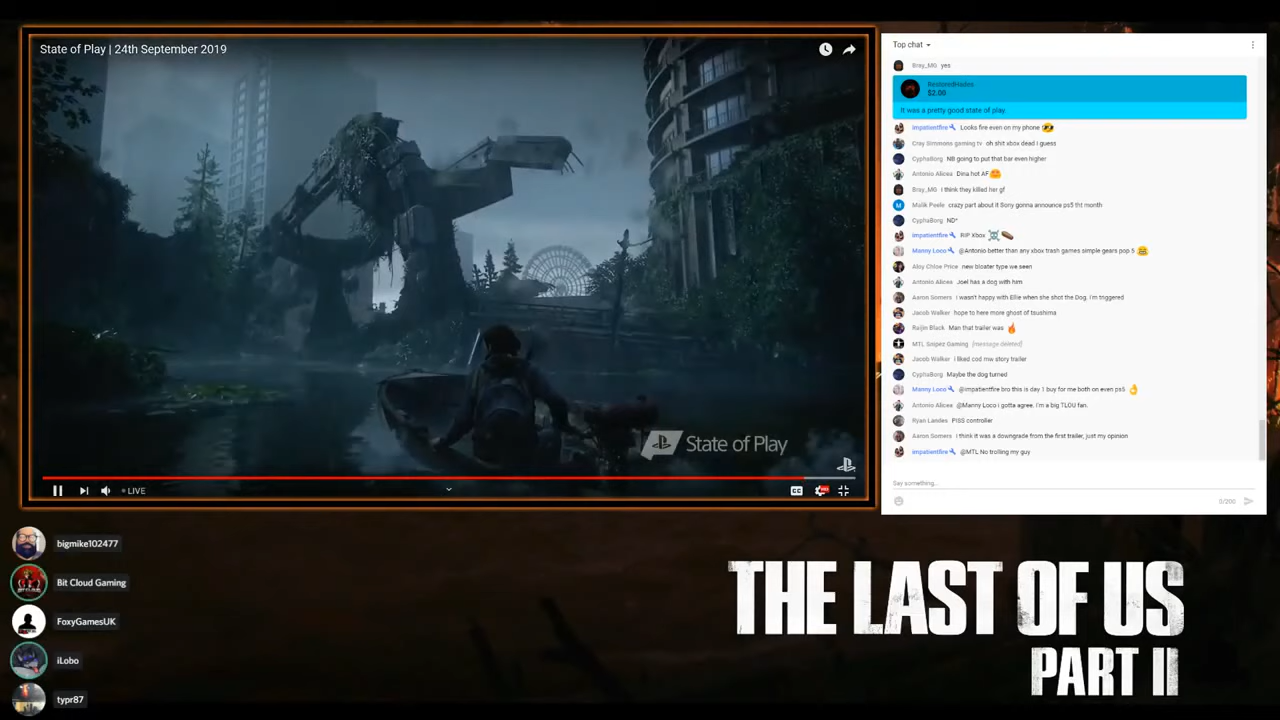 State of Play | 24th September 2019
State of Play
LIVE
CC
Top chat
Bray_MG yes
RestoredHades
$2.00
It was a pretty good state of play.
impatientfire Looks fire even on my phone
Cray Simmons gaming tv oh shit xbox dead I guess
CyphaBorg NB going to put that bar even higher
Antonio Alicea Dina hot AF
Bray_MG I think they killed her gf
M Malik Peele crazy part about it Sony gonna announce ps5 tht month
CyphaBorg ND*
impatientfire RIP Xbox
Manny Loco @Antonio better than any xbox trash games simple gears pop 5
Aloy Chloe Price new bloater type we seen
Antonio Alicea Joel has a dog with him
Aaron Somers i wasn't happy with Ellie when she shot the Dog. I'm triggered
Jacob Walker hope to here more ghost of tsushima
Raijin Black Man that trailer was
MTL Snipez Gaming [message deleted]
Jacob Walker i liked cod mw story trailer
CyphaBorg Maybe the dog turned
Manny Loco @impatientfire bro this is day 1 buy for me both on even ps5
Antonio Alicea @Manny Loco i gotta agree. I'm a big TLOU fan.
Ryan Landes PISS controller
Aaron Somers i think it was a downgrade from the first trailer, just my opinion
impatientfire @MTL No trolling my guy
Say something...
0/200
bigmike102477
Bit Cloud Gaming
FoxyGamesUK
iLobo
typr87
THE LAST OF US
PART II